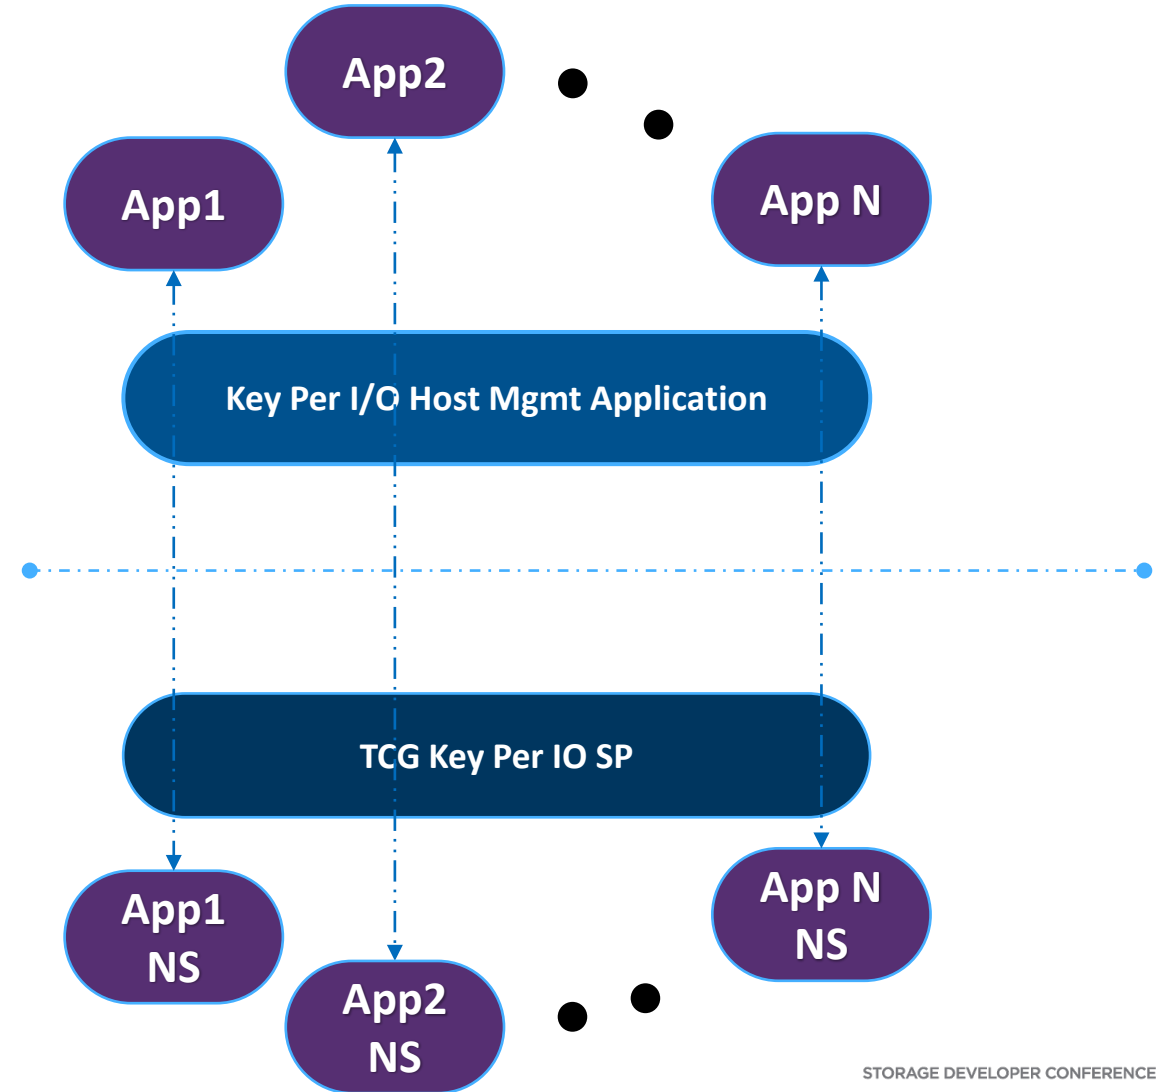 App2
App1
App N
Key Per I/O Host Mgmt Application
TCG Key Per IO SP
App1
NS
App N
NS
App2
NS
STORAGE DEVELOPER CONFERENCE